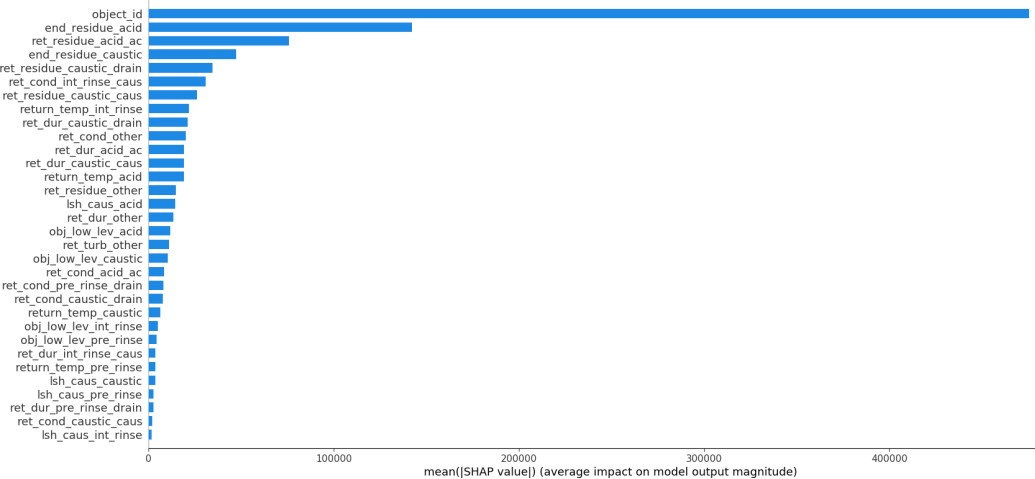 object_id
end_residue_acid
ret_residue_acid_ac
end_residue_caustic
ret_residue_caustic_drain
ret_cond_int_rinse_caus
ret_residue_caustic_caus
return_temp_int_rinse
ret_dur_caustic_drain
ret_cond_other
ret_dur_acid_ac
ret_dur_caustic_caus
return_temp_acid
ret_residue_other
lsh_caus_acid
ret_dur_other
obj_low_lev_acid
ret_turb_other
obj_low_lev_caustic
ret_cond_acid_ac
ret_cond_pre_rinse_drain
ret_cond_caustic_drain
return_temp_caustic
obj_low_lev_int_rinse
obj_low_lev_pre_rinse
ret_dur_int_rinse_caus
return_temp_pre_rinse
lsh_caus_caustic
lsh_caus_pre_rinse
ret_dur_pre_rinse_drain
ret_cond_caustic_caus
lsh_caus_int_rinse
0 100000 200000 300000 400000
mean(|SHAP value|) (average impact on model output magnitude)